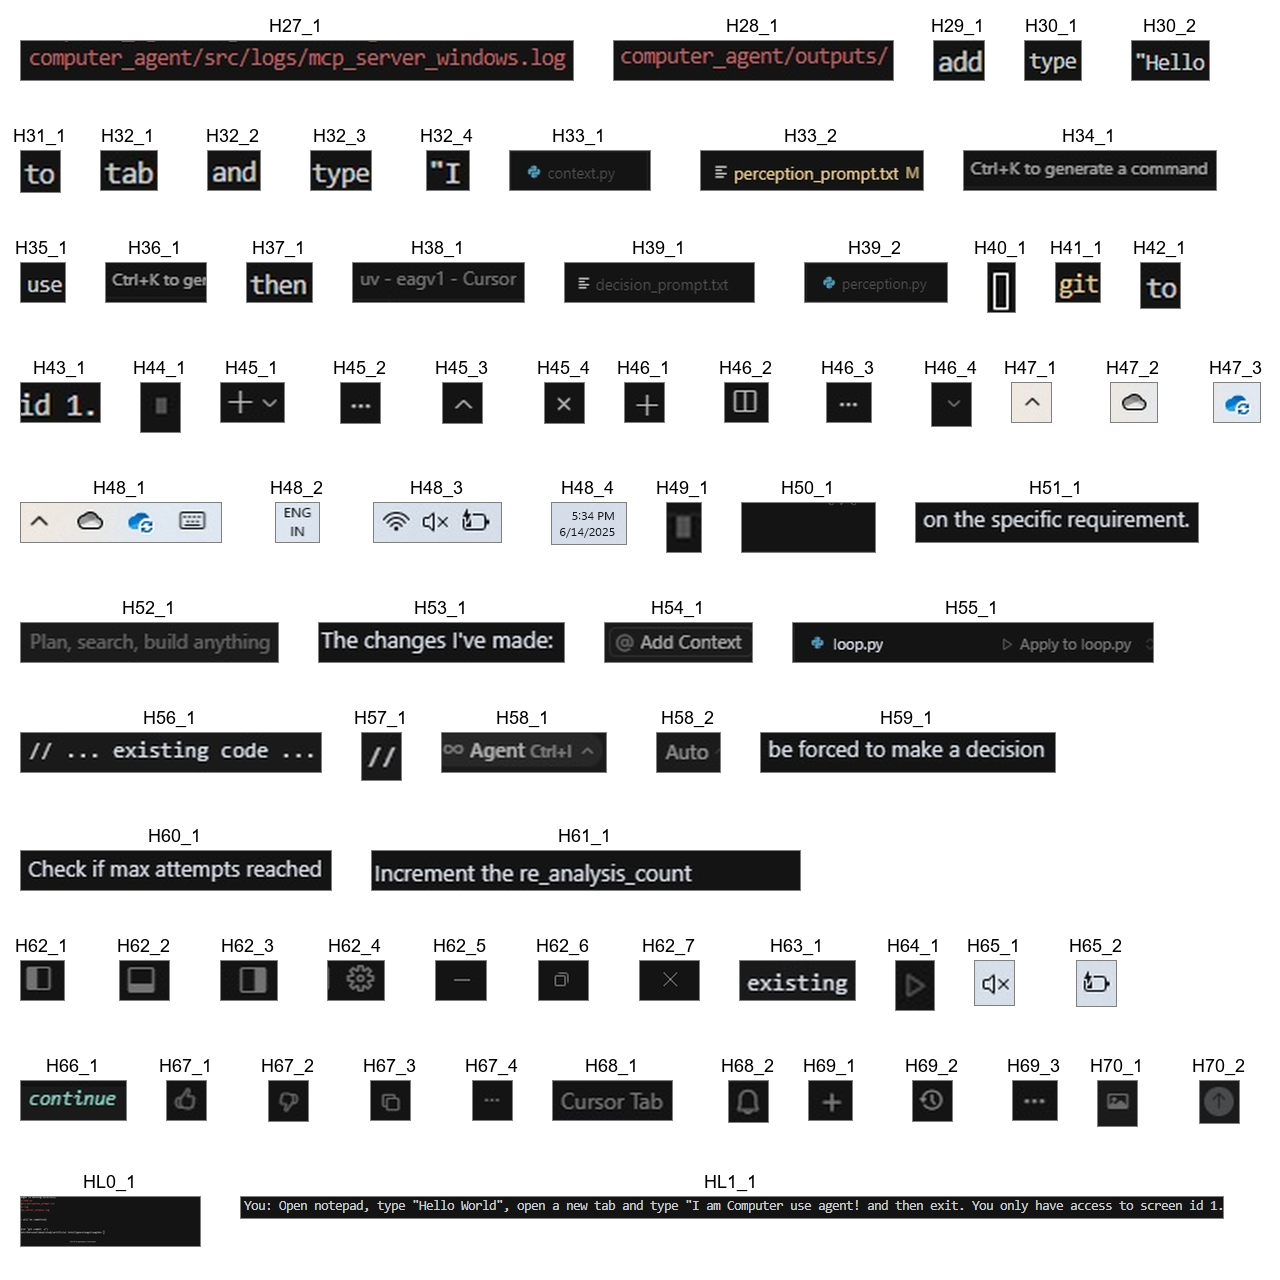 H27_1 H28_1 H29_1 H30_1 H30_2
computer_agent/src/logs/mcp_server_windows.log computer_agent/outputs/ add type "Hello
H31_1 H32_1 H32_2 H32_3 H32_4 H33_1 H33_2 H34_1
to tab and type "I context.py perception_prompt.txt M Ctrl+K to generate a command
H35_1 H36_1 H37_1 H38_1 H39_1 H39_2 H40_1 H41_1 H42_1
use Ctrl+K to ger then uv - eagv1 - Cursor decision_prompt.txt perception.py git to
H43_1 H44_1 H45_1 H45_2 H45_3 H45_4 H46_1 H46_2 H46_3 H46_4 H47_1 H47_2 H47_3
id 1.
H48_1 H48_2 H48_3 H48_4 H49_1 H50_1 H51_1
ENG 5:34 PM on the specific requirement.
IN 6/14/2025
H52_1 H53_1 H54_1 H55_1
Plan, search, build anything The changes I've made: @ Add Context loop.py Apply to loop.py
H56_1 H57_1 H58_1 H58_2 H59_1
// ... existing code ... // ∞ Agent Ctrl+I Auto be forced to make a decision
H60_1 H61_1
Check if max attempts reached Increment the re_analysis_count
H62_1 H62_2 H62_3 H62_4 H62_5 H62_6 H62_7 H63_1 H64_1 H65_1 H65_2
existing
H66_1 H67_1 H67_2 H67_3 H67_4 H68_1 H68_2 H69_1 H69_2 H69_3 H70_1 H70_2
continue Cursor Tab
HL0_1 HL1_1
You: Open notepad, type "Hello World", open a new tab and type "I am Computer use agent! and then exit. You only have access to screen id 1.